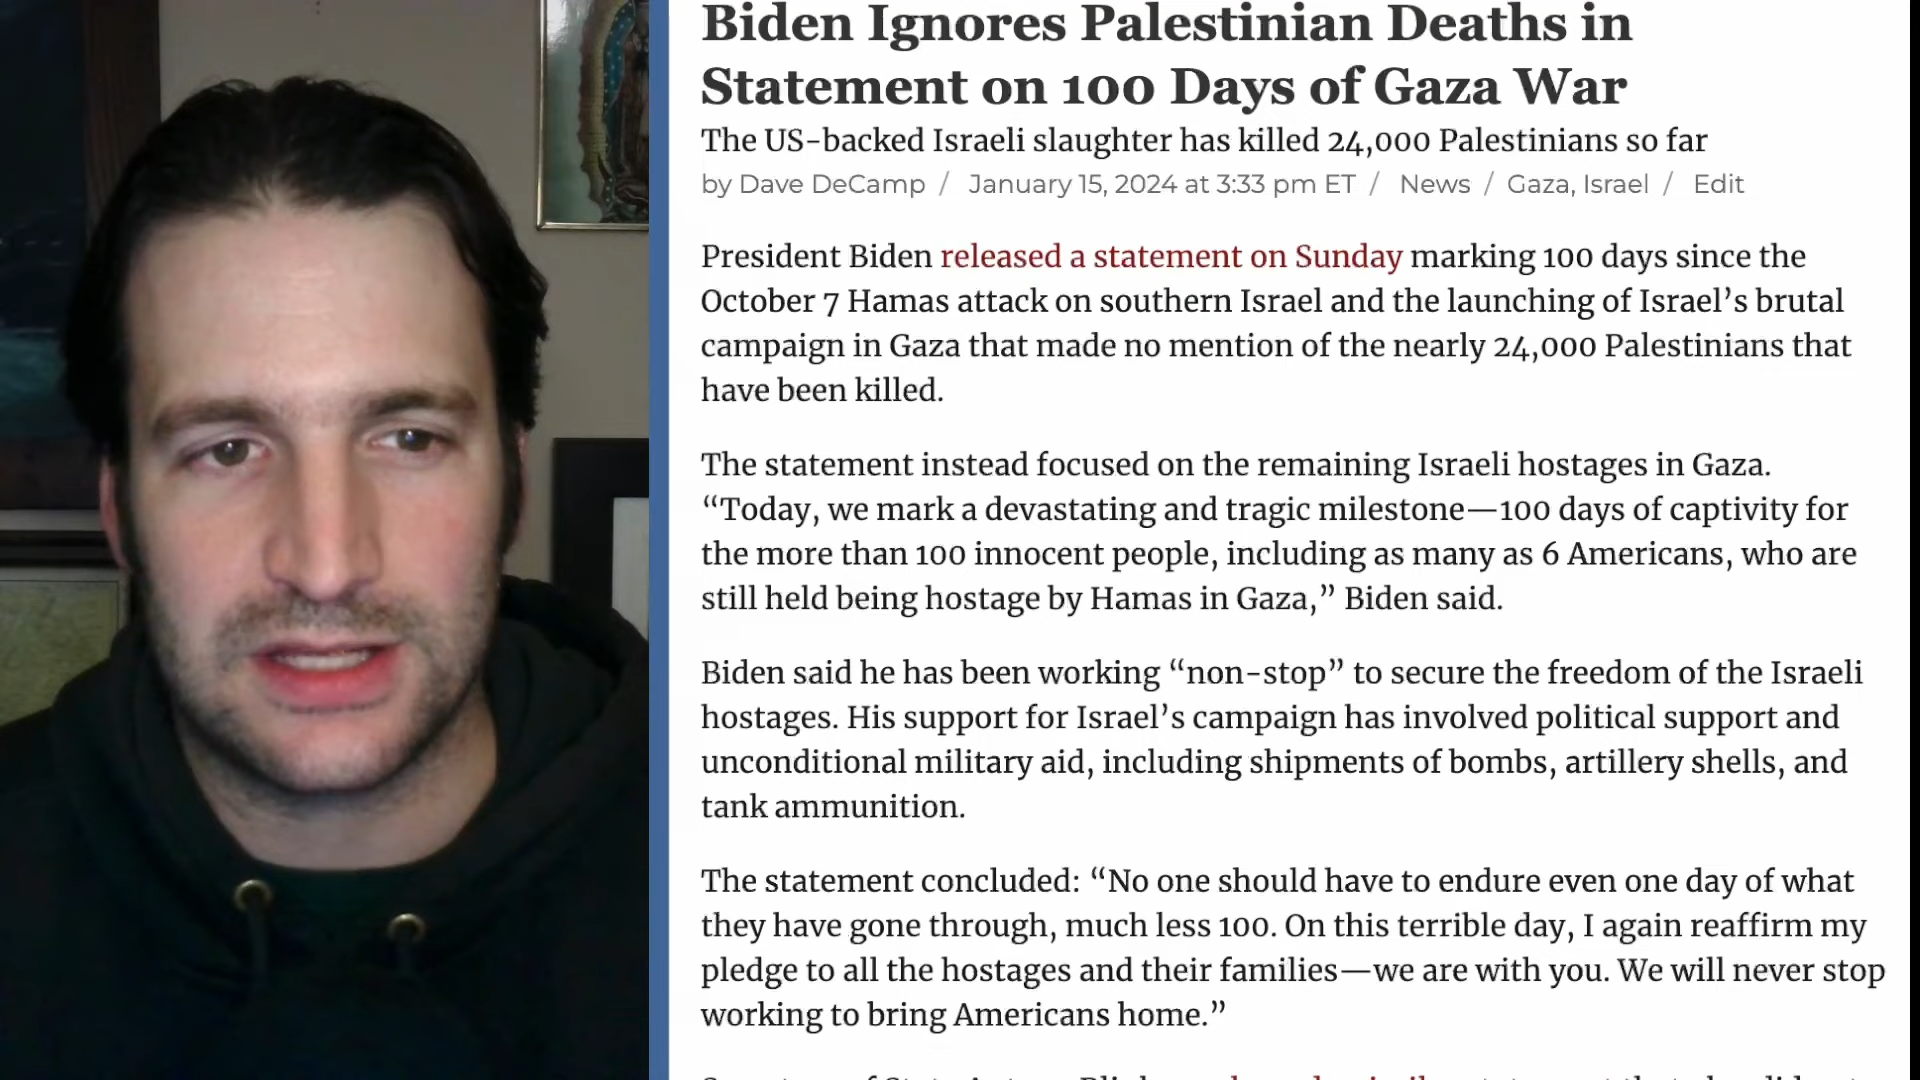 Biden Ignores Palestinian Deaths in
Statement on 100 Days of Gaza War
The US-backed Israeli slaughter has killed 24,000 Palestinians so far
by Dave DeCamp / January 15, 2024 at 3:33 pm ET / News / Gaza, Israel / Edit
President Biden released a statement on Sunday marking 100 days since the
October 7 Hamas attack on southern Israel and the launching of Israel’s brutal
campaign in Gaza that made no mention of the nearly 24,000 Palestinians that
have been killed.
The statement instead focused on the remaining Israeli hostages in Gaza.
“Today, we mark a devastating and tragic milestone—100 days of captivity for
the more than 100 innocent people, including as many as 6 Americans, who are
still held being hostage by Hamas in Gaza,” Biden said.
Biden said he has been working “non-stop” to secure the freedom of the Israeli
hostages. His support for Israel’s campaign has involved political support and
unconditional military aid, including shipments of bombs, artillery shells, and
tank ammunition.
The statement concluded: “No one should have to endure even one day of what
they have gone through, much less 100. On this terrible day, I again reaffirm my
pledge to all the hostages and their families—we are with you. We will never stop
working to bring Americans home.”